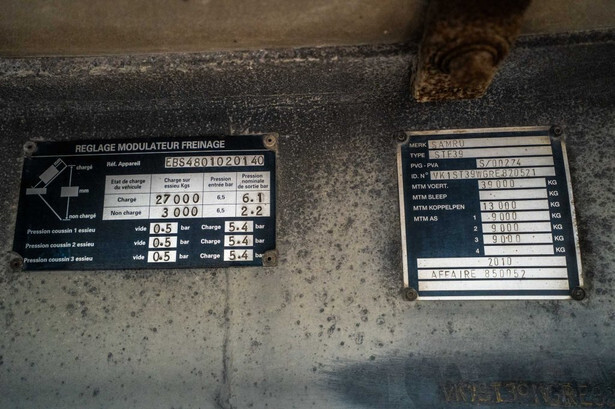 REGLAGE MODULATEUR FREINAGE
chargé
mm
non chargé
Réf. Appareil EBS4801020140
Etat de charge du véhicule
Charge sur essieu Kgs
Pression entrée bar
Pression nominale de sortie bar
Chargé 27000 6,5 6.1
Non chargé 3000 6,5 2.2
Pression coussin 1 essieu vide 0.5 bar Charge 5.4 bar
Pression coussin 2 essieu vide 0.5 bar Charge 5.4 bar
Pression coussin 3 essieu vide 0.5 bar Charge 5.4 bar
MERK SAMRO
TYPE STF39
PVG - PVA S/00274
ID. N° VK1ST39WGRE820521
MTM VOERT. 39000 KG
MTM BLEEP KG
MTM KOPPELPEN 13000 KG
MTM AS 1 9000 KG
2 9000 KG
3 9000 KG
4 KG
2010
AFFAIRE 850052